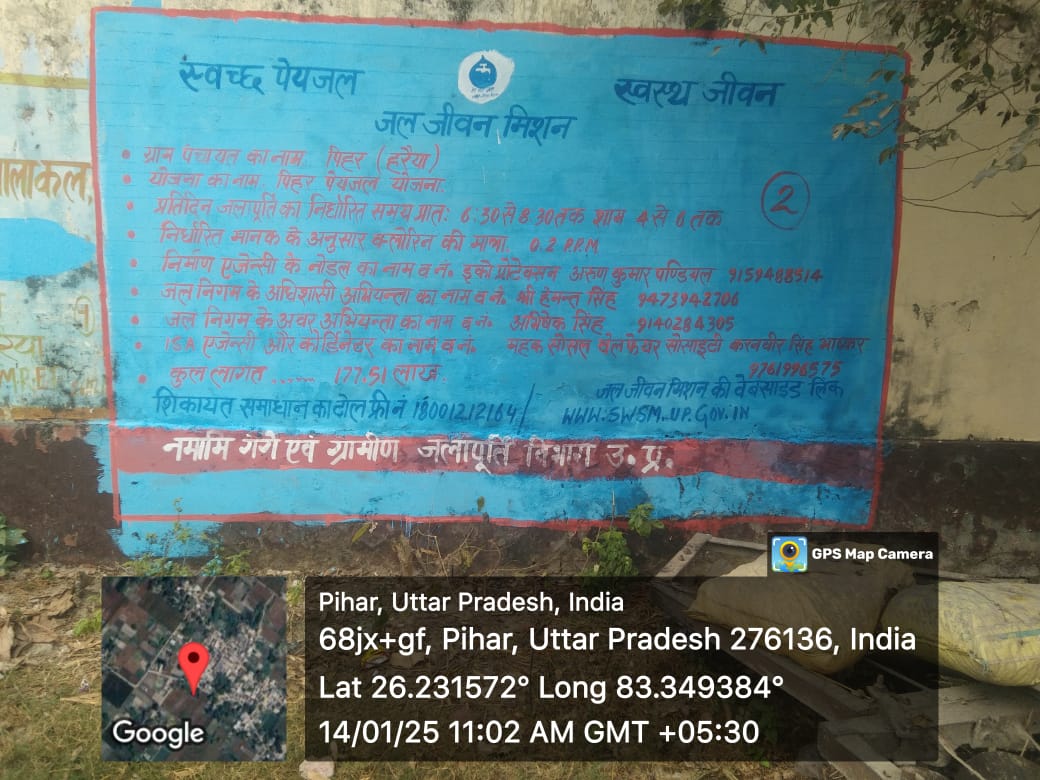 स्वच्छ पेयजल
स्वस्थ जीवन
जल जीवन मिशन
• ग्राम पंचायत का नाम. पिहर (हरैया)
• योजना का नाम. पिहर पेयजल योजना.
• प्रतिदिन जलापूर्ति का निर्धारित समय प्रातः 6:30 से 8.30 तक शाम 4 से 6 तक
2
• निर्धारित मानक के अनुसार क्लोरिन की मात्रा. 0.2 P.P.M
• निर्माण एजेन्सी के नोडल का नाम व नं. इको प्रोटेक्सन अरुण कुमार पण्डियल 9159488514
• जल निगम के अधिशासी अभियन्ता का नाम व नं. श्री हेमन्त सिंह 9473942706
• जल निगम के अवर अभियन्ता का नाम व नं. अभिषेक सिंह 9140284305
• ISA एजेन्सी और कोर्डिनेटर का नाम व नं. महक सोसल वेलफेयर सोसाइटी करनवीर सिंह भास्कर
9761996575
• कुल लागत ...... 177.51 लाख.
जल जीवन मिशन की वेबसाइड लिंक
शिकायत समाधान का टोल फ्री नं 18001212164/ WWW.SWSM.UP.GOV.IN
नमामि गंगे एवं ग्रामीण जलापूर्ति विभाग उ. प्र.
ालाकल,
GPS Map Camera
Pihar, Uttar Pradesh, India
68jx+gf, Pihar, Uttar Pradesh 276136, India
Lat 26.231572° Long 83.349384°
14/01/25 11:02 AM GMT +05:30
Google